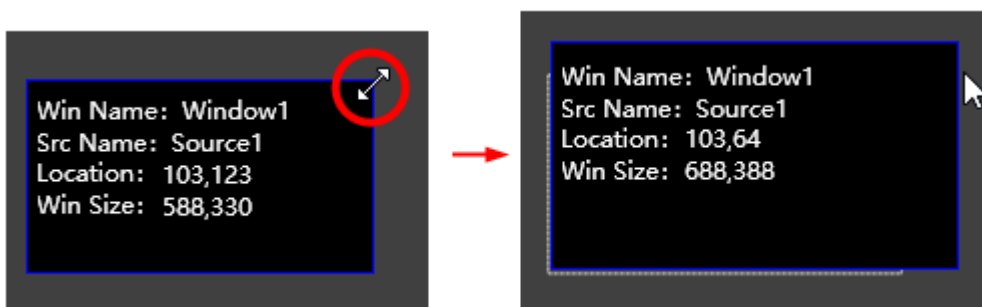 Win Name: Window1
Src Name: Source1
Location: 103,123
Win Size: 588,330
Win Name: Window1
Src Name: Source1
Location: 103,64
Win Size: 688,388